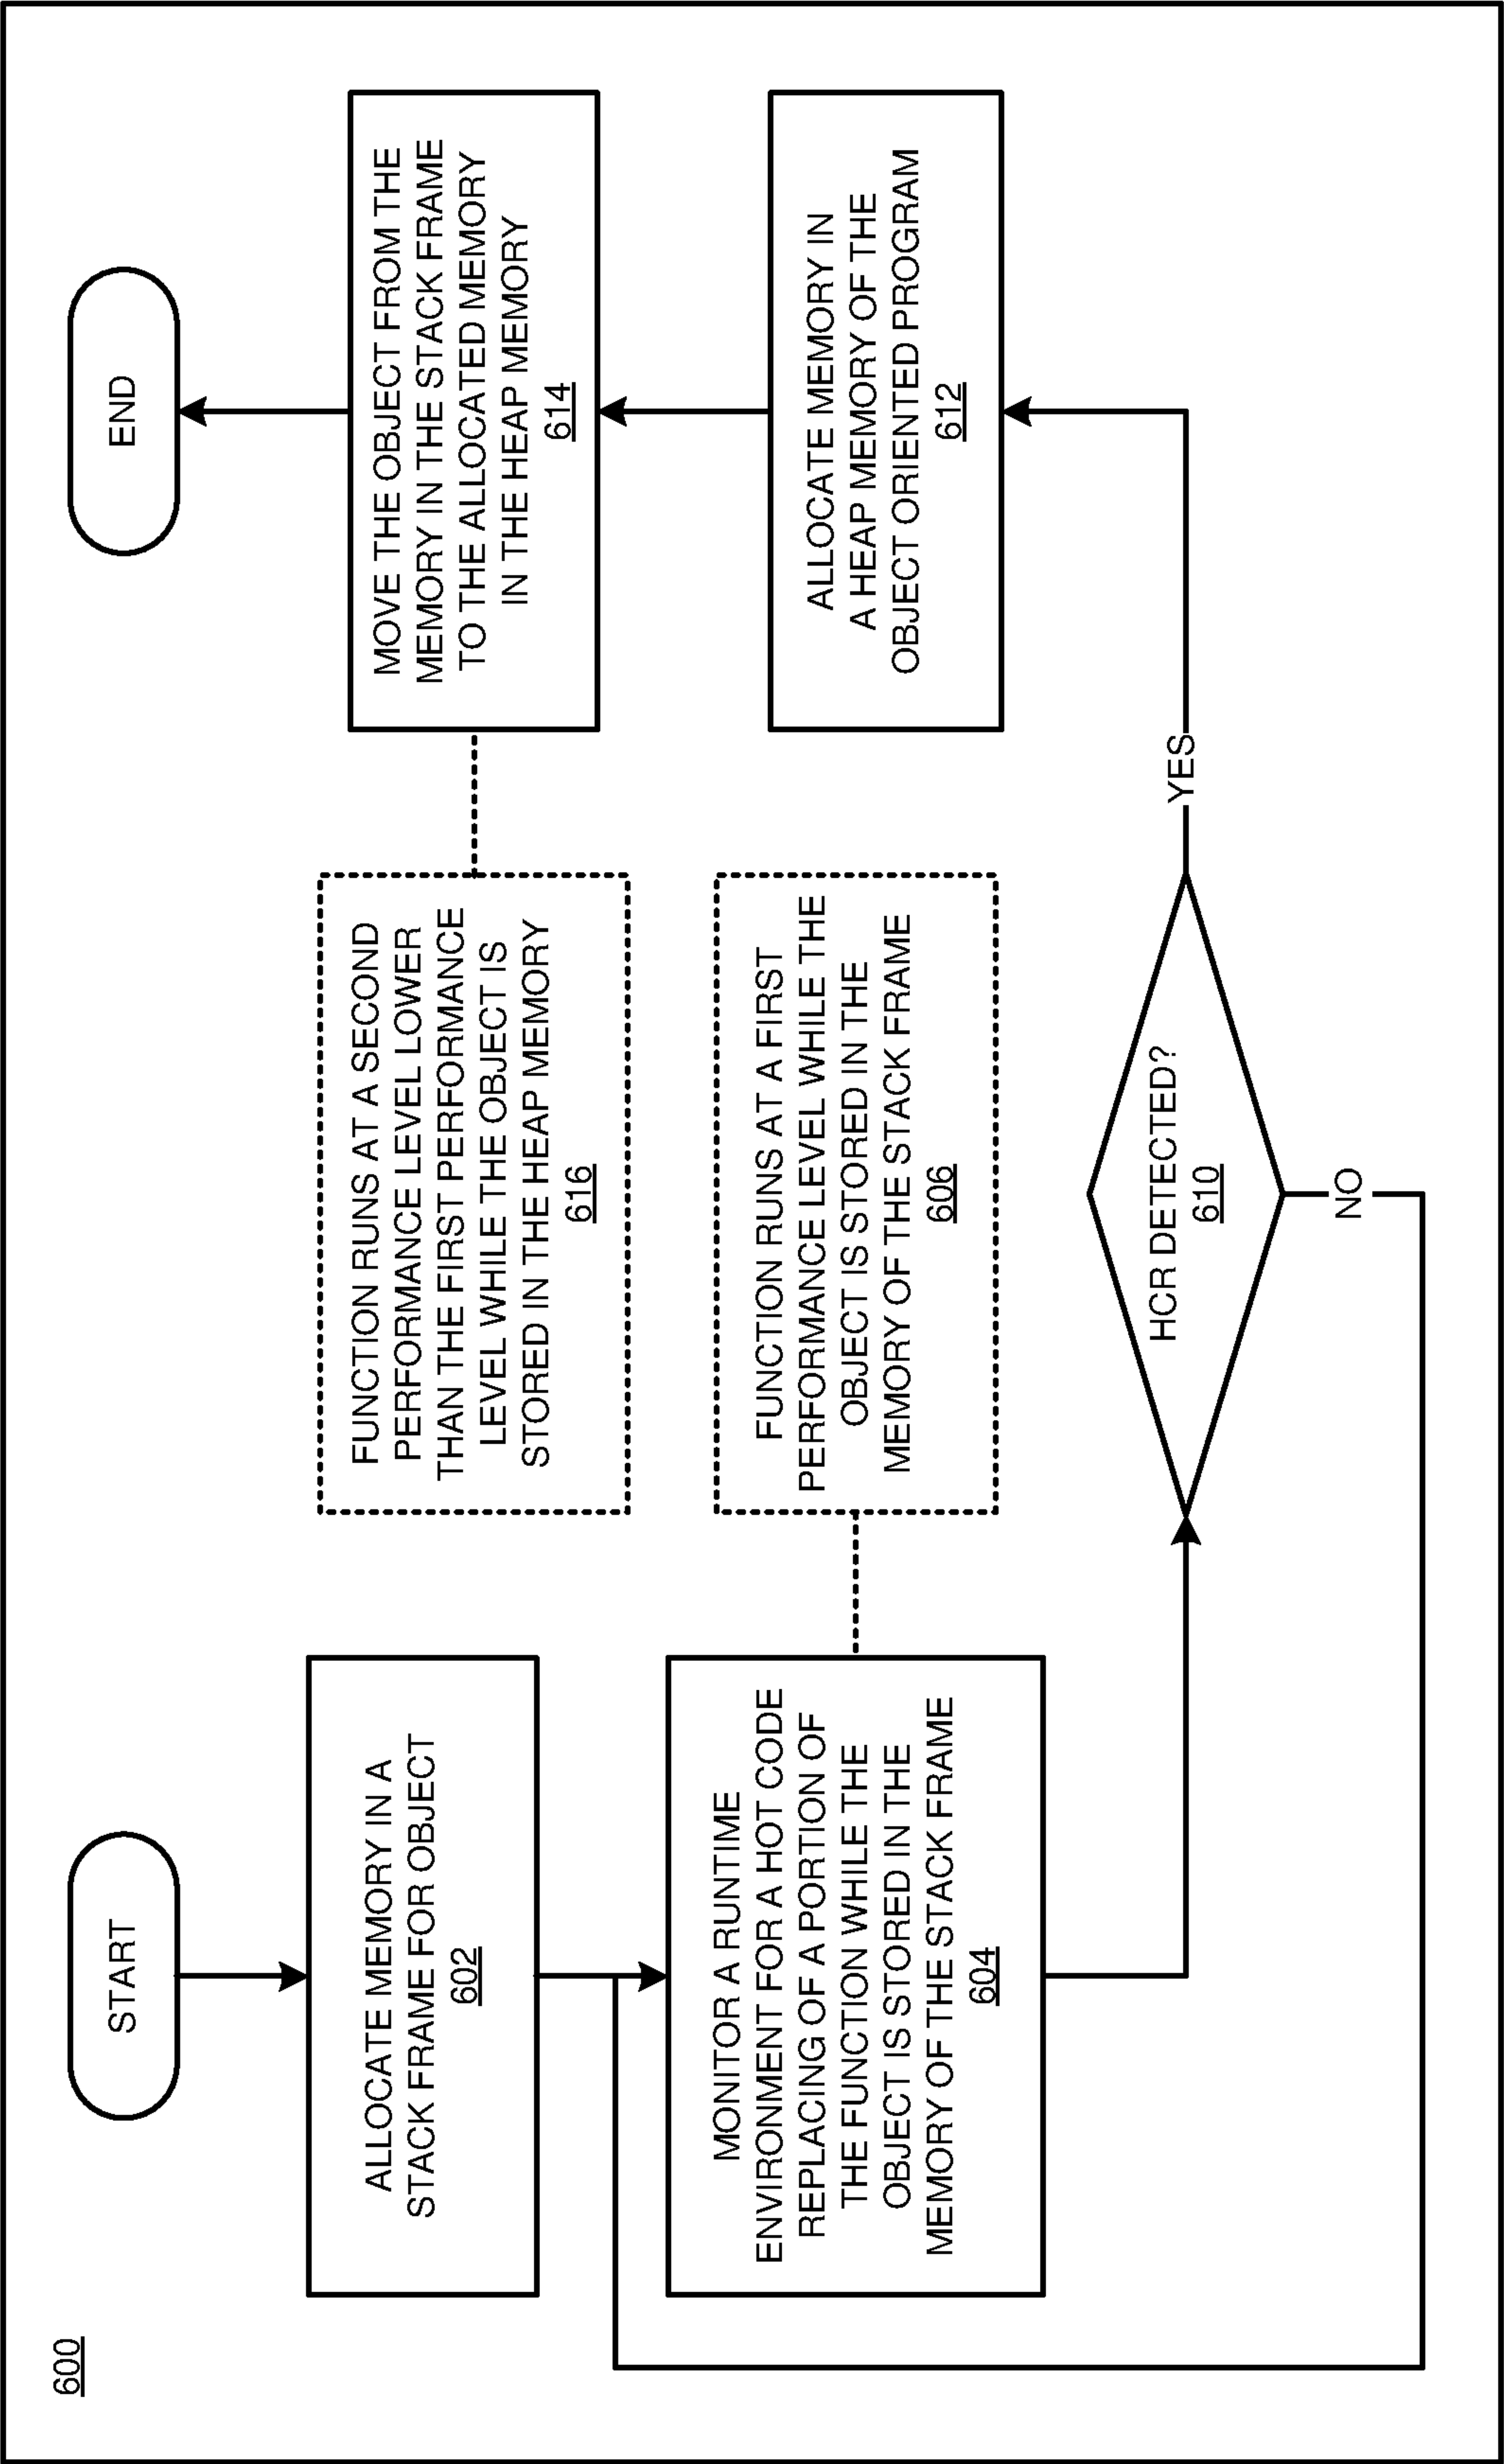 600
START
ALLOCATE MEMORY IN A
STACK FRAME FOR OBJECT
602
MONITOR A RUNTIME
ENVIRONMENT FOR A HOT CODE
REPLACING OF A PORTION OF
THE FUNCTION WHILE THE
OBJECT IS STORED IN THE
MEMORY OF THE STACK FRAME
604
FUNCTION RUNS AT A FIRST
PERFORMANCE LEVEL WHILE THE
OBJECT IS STORED IN THE
MEMORY OF THE STACK FRAME
606
HCR DETECTED?
610
NO
YES
ALLOCATE MEMORY IN
A HEAP MEMORY OF THE
OBJECT ORIENTED PROGRAM
612
MOVE THE OBJECT FROM THE
MEMORY IN THE STACK FRAME
TO THE ALLOCATED MEMORY
IN THE HEAP MEMORY
614
FUNCTION RUNS AT A SECOND
PERFORMANCE LEVEL LOWER
THAN THE FIRST PERFORMANCE
LEVEL WHILE THE OBJECT IS
STORED IN THE HEAP MEMORY
616
END